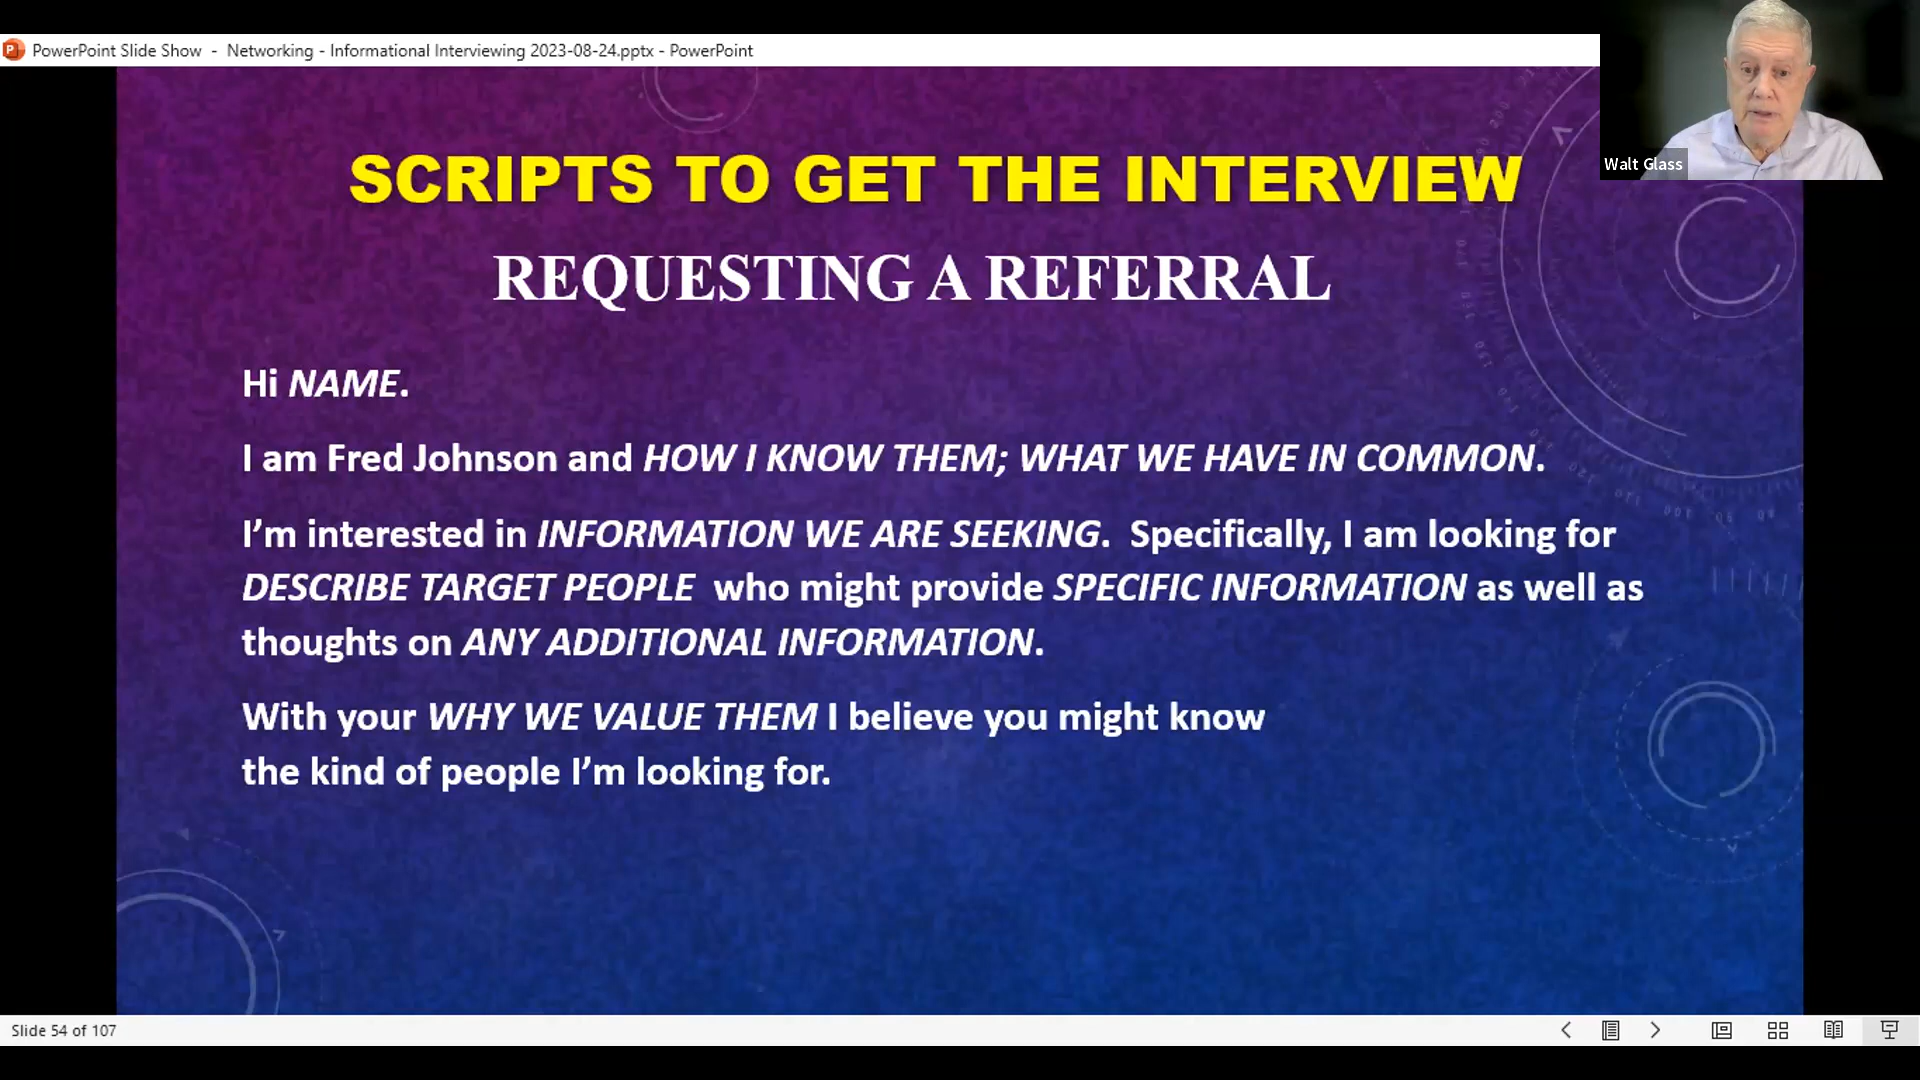 PowerPoint Slide Show - Networking - Informational Interviewing 2023-08-24.pptx - PowerPoint
Walt Glass
SCRIPTS TO GET THE INTERVIEW
REQUESTING A REFERRAL
Hi NAME.
I am Fred Johnson and HOW I KNOW THEM; WHAT WE HAVE IN COMMON.
I’m interested in INFORMATION WE ARE SEEKING. Specifically, I am looking for
DESCRIBE TARGET PEOPLE who might provide SPECIFIC INFORMATION as well as
thoughts on ANY ADDITIONAL INFORMATION.
With your WHY WE VALUE THEM I believe you might know
the kind of people I’m looking for.
Slide 54 of 107